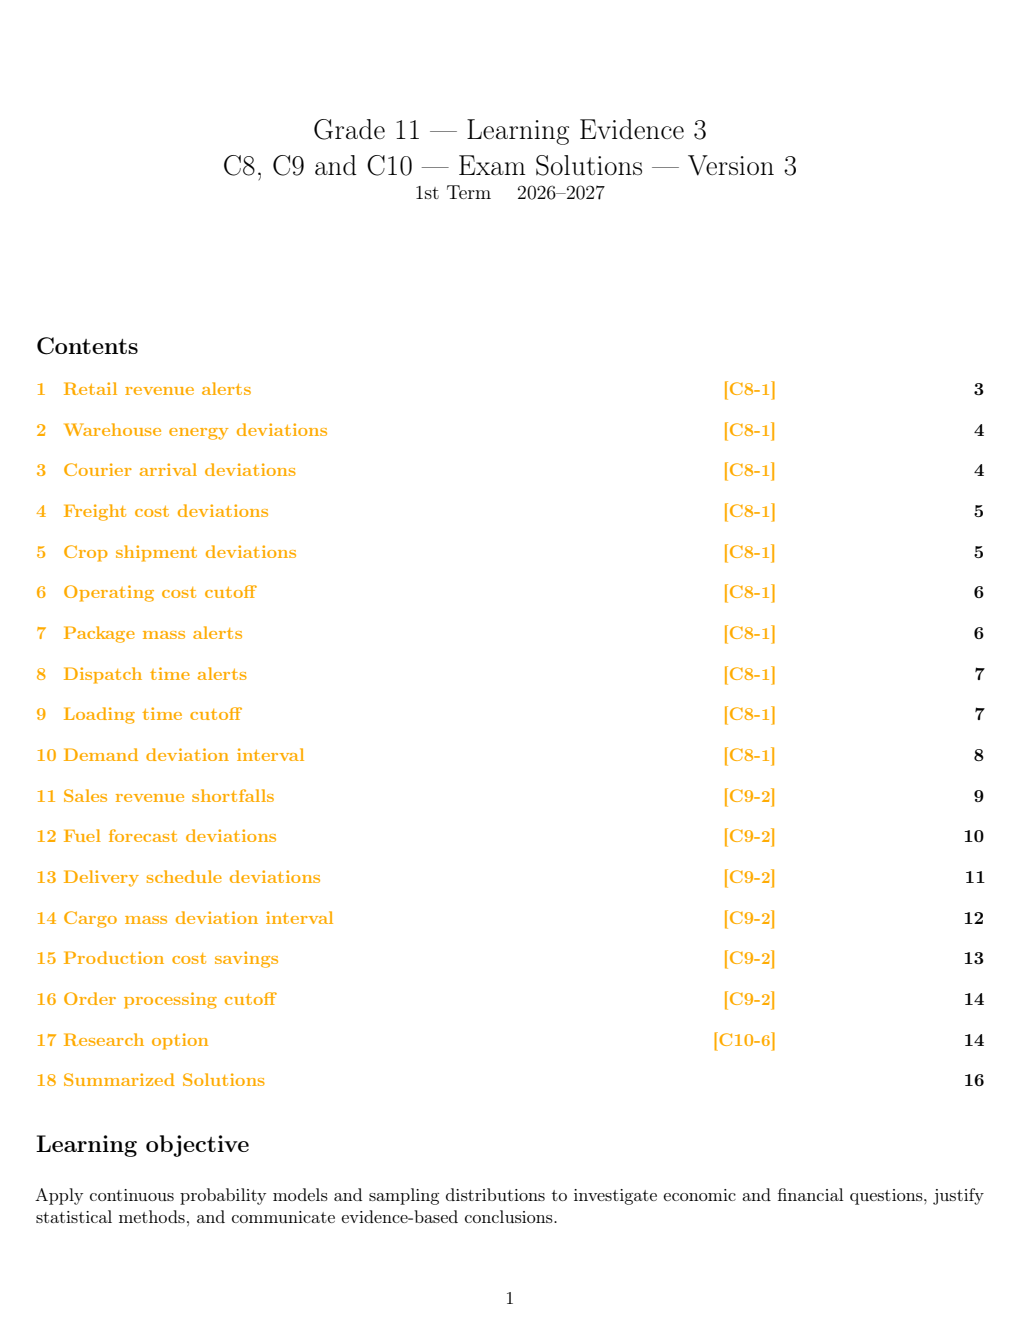 Grade 11 — Learning Evidence 3
C8, C9 and C10 — Exam Solutions — Version 3
1st Term 2026–2027
Contents
1 Retail revenue alerts [C8-1] 3
2 Warehouse energy deviations [C8-1] 4
3 Courier arrival deviations [C8-1] 4
4 Freight cost deviations [C8-1] 5
5 Crop shipment deviations [C8-1] 5
6 Operating cost cutoff [C8-1] 6
7 Package mass alerts [C8-1] 6
8 Dispatch time alerts [C8-1] 7
9 Loading time cutoff [C8-1] 7
10 Demand deviation interval [C8-1] 8
11 Sales revenue shortfalls [C9-2] 9
12 Fuel forecast deviations [C9-2] 10
13 Delivery schedule deviations [C9-2] 11
14 Cargo mass deviation interval [C9-2] 12
15 Production cost savings [C9-2] 13
16 Order processing cutoff [C9-2] 14
17 Research option [C10-6] 14
18 Summarized Solutions 16
Learning objective
Apply continuous probability models and sampling distributions to investigate economic and financial questions, justify
statistical methods, and communicate evidence-based conclusions.
1